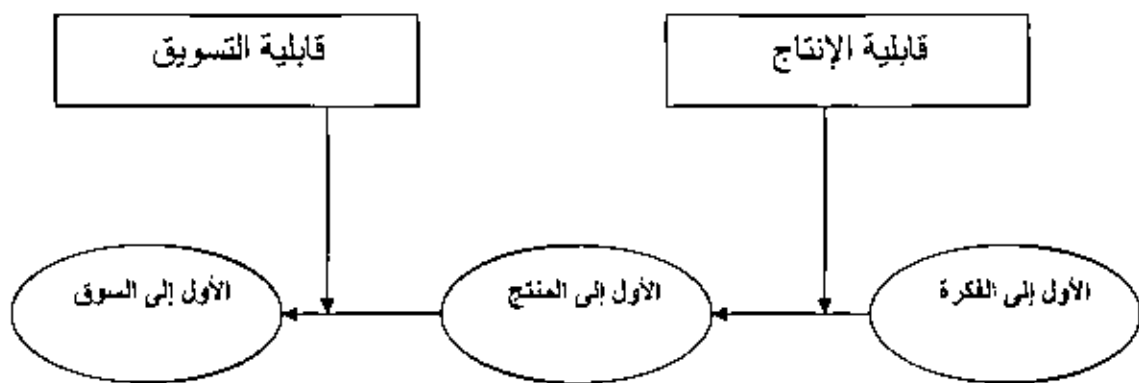 قابلية الإنتاج
قابلية التسويق
الأول إلى الفكرة
الأول إلى المنتج
الأول إلى السوق